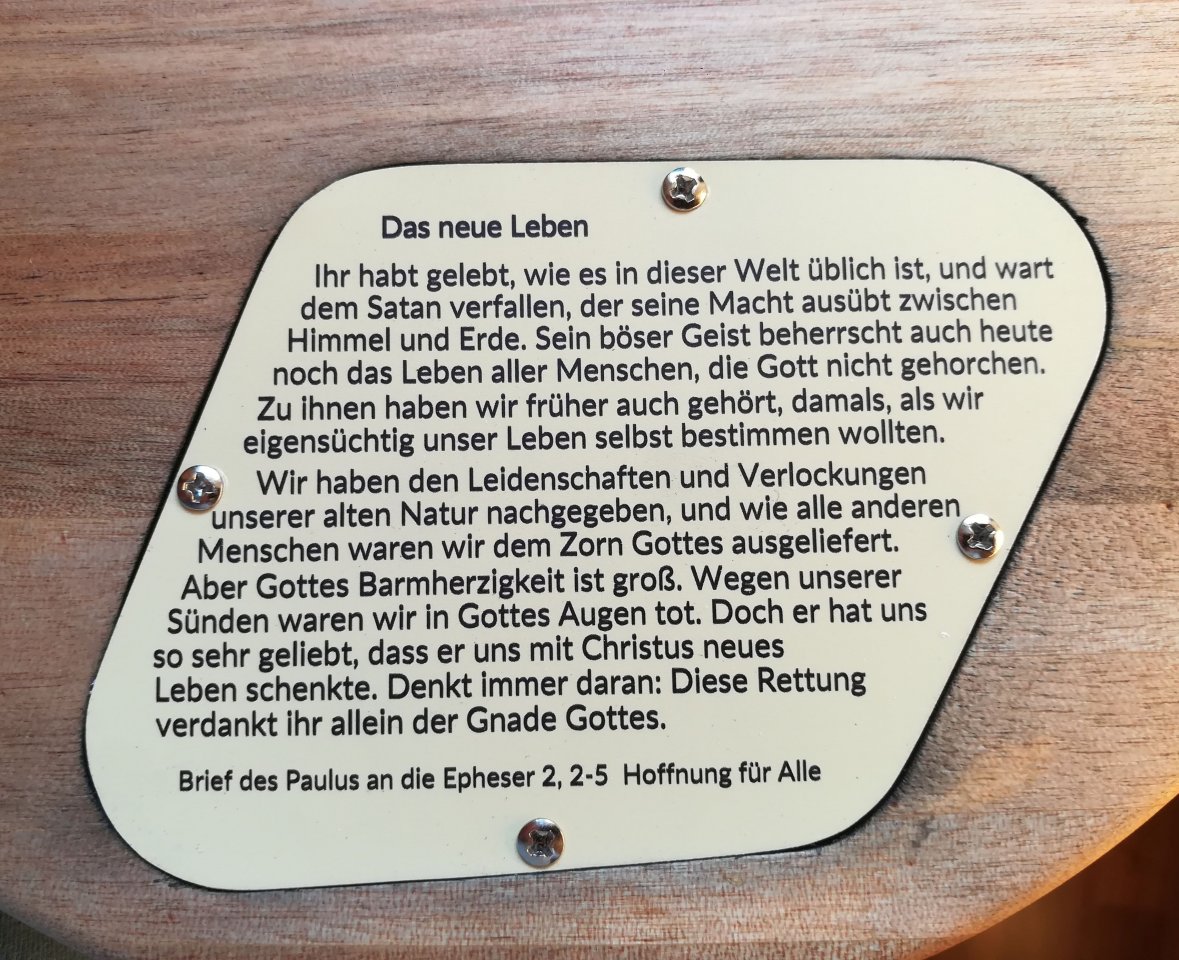 Das neue Leben
Ihr habt gelebt, wie es in dieser Welt üblich ist, und wart
dem Satan verfallen, der seine Macht ausübt zwischen
Himmel und Erde. Sein böser Geist beherrscht auch heute
noch das Leben aller Menschen, die Gott nicht gehorchen.
Zu ihnen haben wir früher auch gehört, damals, als wir
eigensüchtig unser Leben selbst bestimmen wollten.
Wir haben den Leidenschaften und Verlockungen
unserer alten Natur nachgegeben, und wie alle anderen
Menschen waren wir dem Zorn Gottes ausgeliefert.
Aber Gottes Barmherzigkeit ist groß. Wegen unserer
Sünden waren wir in Gottes Augen tot. Doch er hat uns
so sehr geliebt, dass er uns mit Christus neues
Leben schenkte. Denkt immer daran: Diese Rettung
verdankt ihr allein der Gnade Gottes.
Brief des Paulus an die Epheser 2, 2-5 Hoffnung für Alle